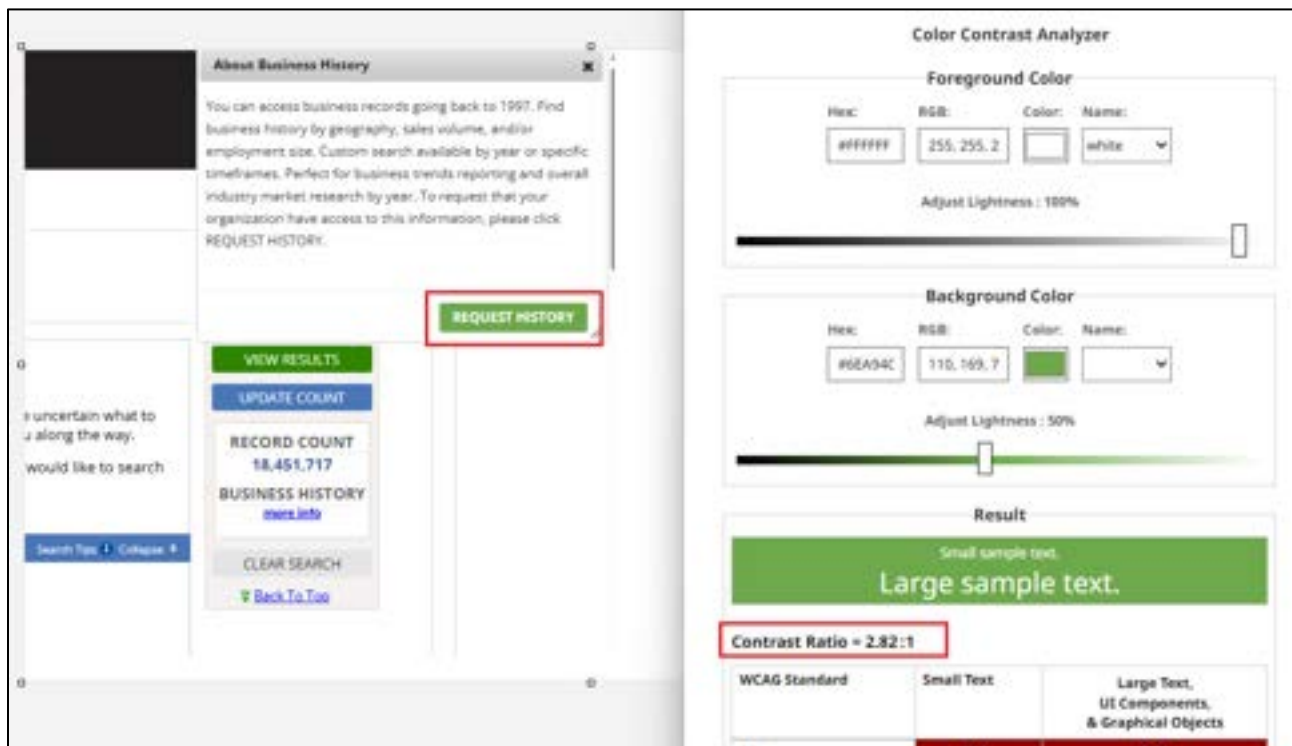 About Business History
You can access business records going back to 1997. Find
business history by geography, sales volume, and/or
employment size. Custom search available by year or specific
timeframes. Perfect for business trends reporting and overall
industry market research by year. To request that your
organization have access to this information, please click
REQUEST HISTORY.
REQUEST HISTORY
VIEW RESULTS
UPDATE COUNT
RECORD COUNT
18,451,717
BUSINESS HISTORY
more info
CLEAR SEARCH
Back To Top
uncertain what to
along the way.
would like to search
Search Tips Collapse
Color Contrast Analyzer
Foreground Color
Hex: RGB: Color: Name:
#FFFFFF 255, 255, 2 white
Adjust Lightness : 100%
Background Color
Hex: RGB: Color: Name:
#6EA94C 110, 169, 7
Adjust Lightness : 50%
Result
Small sample text.
Large sample text.
Contrast Ratio = 2.82:1
WCAG Standard Small Text Large Text,
UI Components,
& Graphical Objects